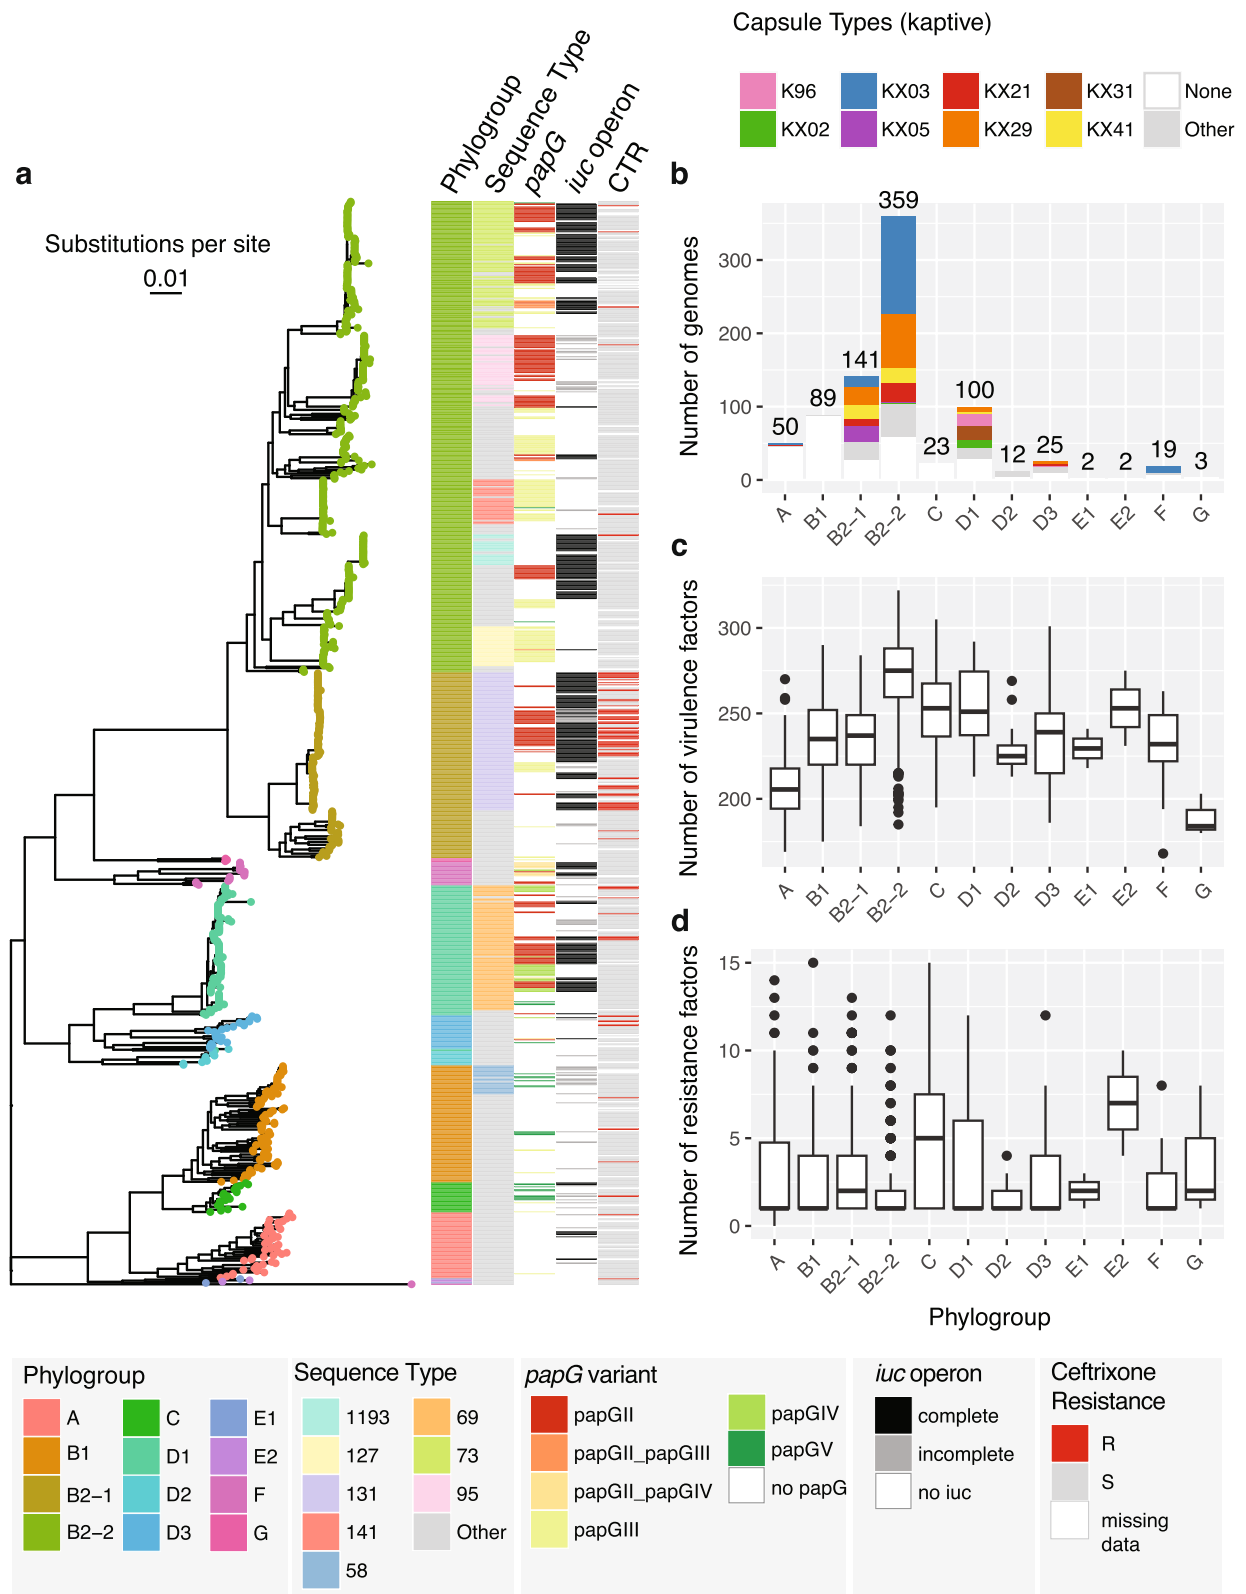 Capsule Types (kaptive)
K96 KX03 KX21 KX31 None
KX02 KX05 KX29 KX41 Other
a
Substitutions per site
0.01
Phylogroup
Sequence Type
papG
iuc operon
CTR
b
Number of genomes
300
200
100
0
50 89 141 359 23 100 12 25 2 2 19 3
A B1 B2-1 B2-2 C D1 D2 D3 E1 E2 F G
c
Number of virulence factors
300
250
200
A B1 B2-1 B2-2 C D1 D2 D3 E1 E2 F G
d
Number of resistance factors
15
10
5
0
A B1 B2-1 B2-2 C D1 D2 D3 E1 E2 F G
Phylogroup
Phylogroup
A C E1
B1 D1 E2
B2-1 D2 F
B2-2 D3 G
Sequence Type
1193 69
127 73
131 95
141 Other
58
papG variant
papGII
papGII_papGIII
papGII_papGIV
papGIII
papGIV
papGV
no papG
iuc operon
complete
incomplete
no iuc
Ceftrixone
Resistance
R
S
missing
data